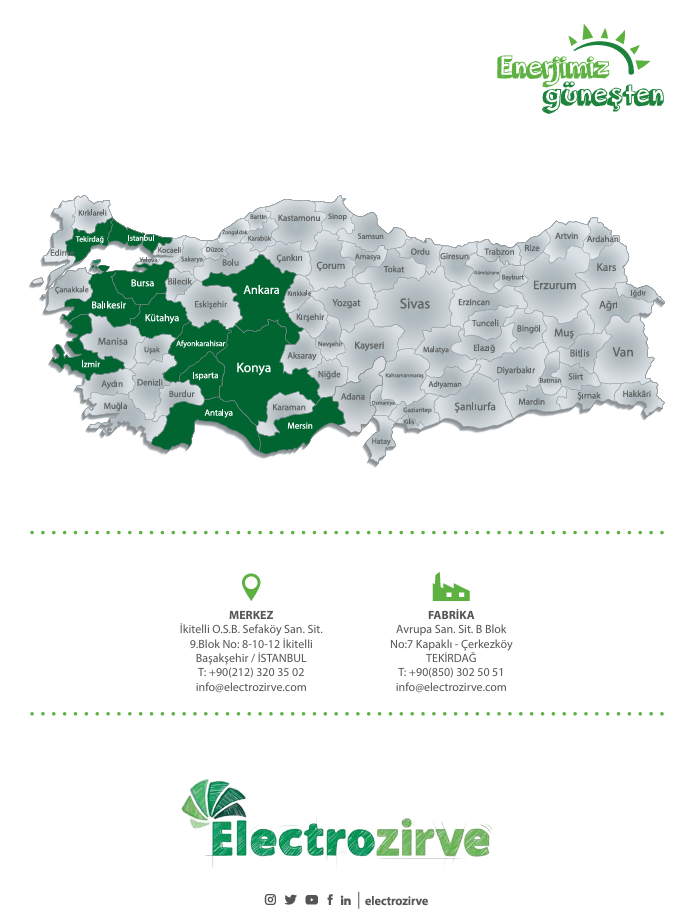 Enerjimiz
güneşten
Kırklareli
Tekirdağ
İstanbul
Edirne
Kocaeli
Yalova
Sakarya
Düzce
Zonguldak
Bartın
Karabük
Kastamonu
Sinop
Samsun
Bolu
Çankırı
Çorum
Amasya
Tokat
Ordu
Giresun
Trabzon
Rize
Artvin
Ardahan
Gümüşhane
Bayburt
Kars
Iğdır
Erzurum
Ağrı
Çanakkale
Bursa
Bilecik
Balıkesir
Kütahya
Eskişehir
Ankara
Kırıkkale
Kırşehir
Yozgat
Sivas
Erzincan
Tunceli
Bingöl
Muş
Bitlis
Van
Manisa
Uşak
Afyonkarahisar
Konya
Aksaray
Nevşehir
Kayseri
Malatya
Elazığ
Diyarbakır
Batman
Siirt
Şırnak
Hakkâri
İzmir
Aydın
Denizli
Isparta
Burdur
Muğla
Antalya
Karaman
Mersin
Niğde
Adana
Kahramanmaraş
Osmaniye
Adıyaman
Gaziantep
Kilis
Şanlıurfa
Mardin
Hatay
MERKEZ
İkitelli O.S.B. Sefaköy San. Sit.
9.Blok No: 8-10-12 İkitelli
Başakşehir / İSTANBUL
T: +90(212) 320 35 02
info@electrozirve.com
FABRİKA
Avrupa San. Sit. B Blok
No:7 Kapaklı - Çerkezköy
TEKİRDAĞ
T: +90(850) 302 50 51
info@electrozirve.com
Electrozirve
electrozirve